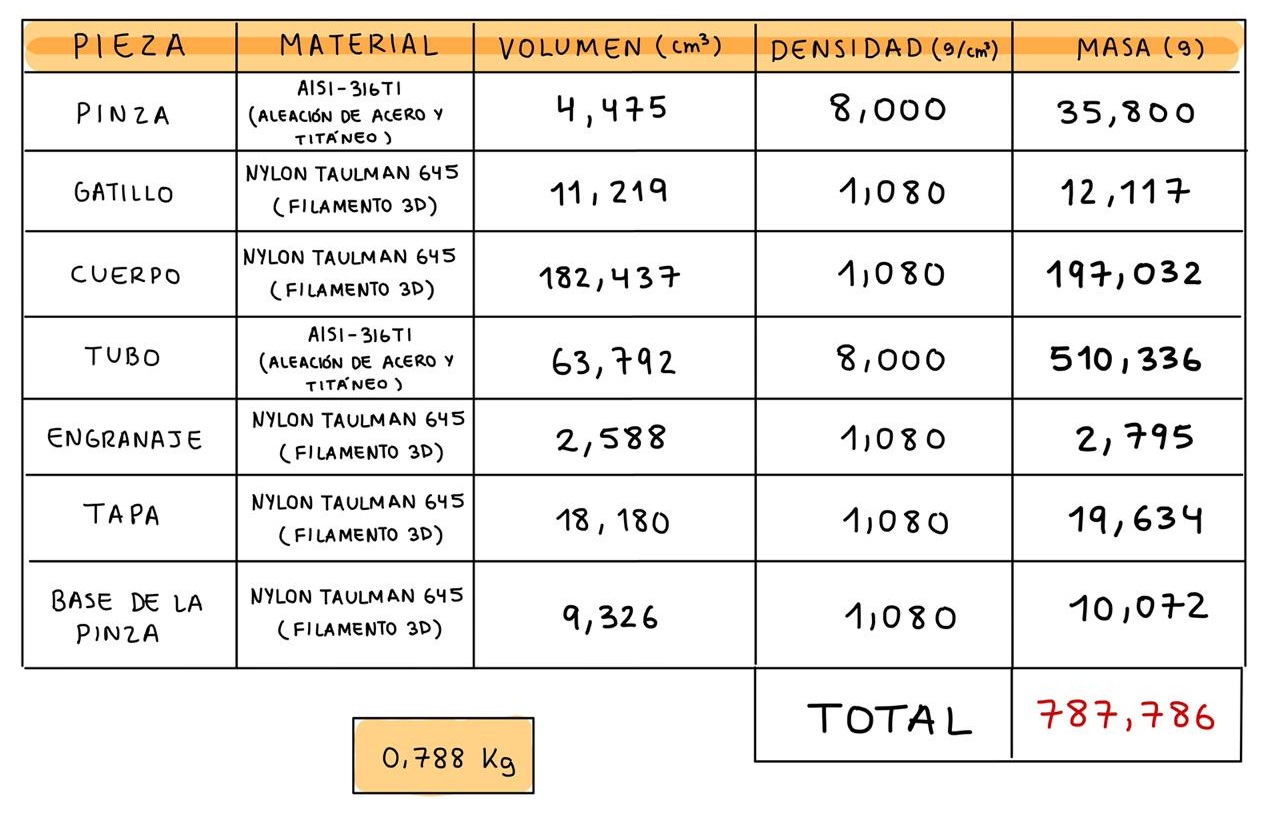 PIEZA MATERIAL VOLUMEN (cm³) DENSIDAD (g/cm³) MASA (g)
PINZA
AISI-316TI
(ALEACIÓN DE ACERO Y
TITÁNEO)
4,475 8,000 35,800
GATILLO
NYLON TAULMAN 645
(FILAMENTO 3D)
11,219 1,080 12,117
CUERPO
NYLON TAULMAN 645
(FILAMENTO 3D)
182,437 1,080 197,032
TUBO
AISI-316TI
(ALEACIÓN DE ACERO Y
TITÁNEO)
63,792 8,000 510,336
ENGRANAJE
NYLON TAULMAN 645
(FILAMENTO 3D)
2,588 1,080 2,795
TAPA
NYLON TAULMAN 645
(FILAMENTO 3D)
18,180 1,080 19,634
BASE DE LA
PINZA
NYLON TAULMAN 645
(FILAMENTO 3D)
9,326 1,080 10,072
TOTAL 787,786
0,788 Kg